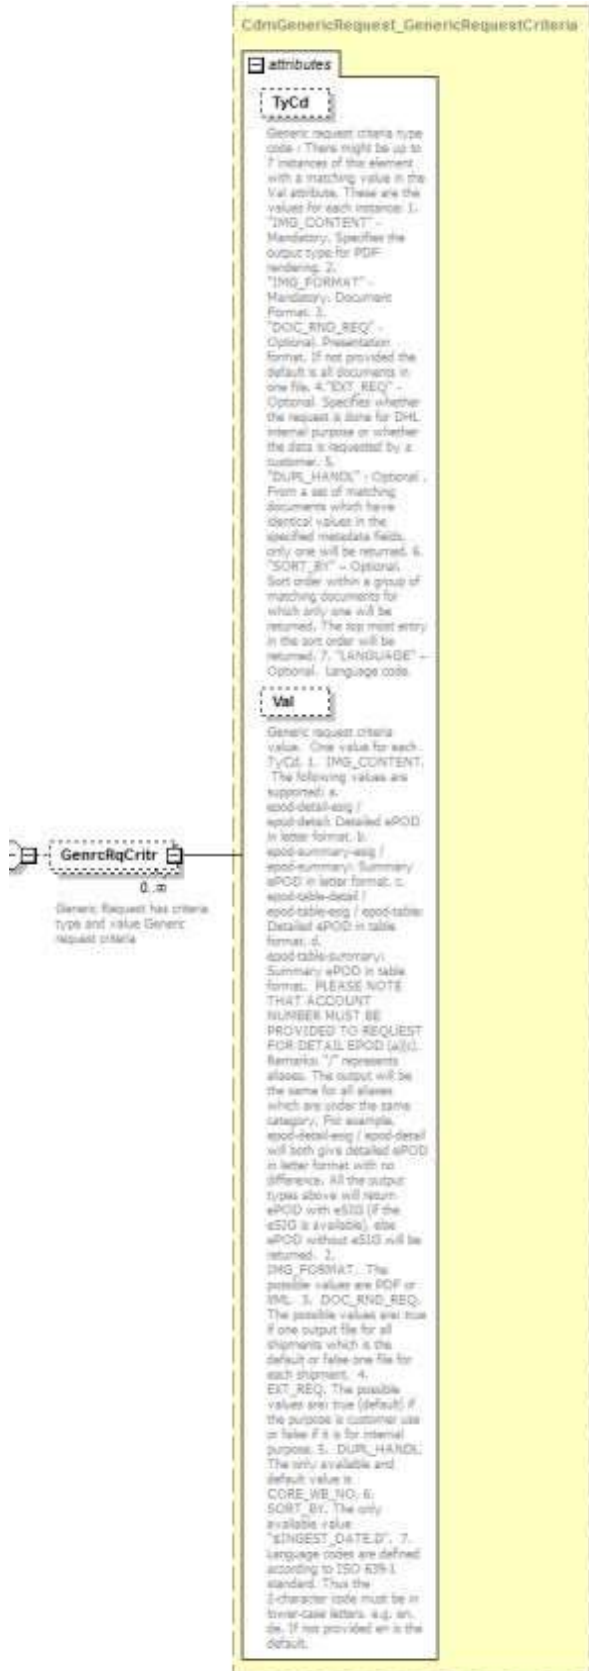 CdmGenericRequest_GenericRequestCriteria
attributes
TyCd
Generic request criteria type
code : There might be up to
7 instances of this element
with a matching value in the
Val attribute. These are the
values for each instance: 1.
"IMG_CONTENT" -
Mandatory. Specifies the
output type for PDF
rendering. 2.
"IMG_FORMAT" -
Mandatory. Document
Format. 3.
"DOC_RND_REQ" -
Optional. Presentation
format. If not provided the
default is all documents in
one file. 4."EXT_REQ" –
Optional. Specifies whether
the request is done for DHL
internal purpose or whether
the data is requested by a
customer. 5.
"DUPL_HANDL" - Optional .
From a set of matching
documents which have
identical values in the
specified metadata fields,
only one will be returned. 6.
"SORT_BY" – Optional.
Sort order within a group of
matching documents for
which only one will be
returned. The top most entry
in the sort order will be
returned. 7. "LANGUAGE" –
Optional. Language code.
Val
Generic request criteria
value. One value for each
TyCd. 1. IMG_CONTENT.
The following values are
supported: a.
epod-detail-esig /
epod-detail: Detailed ePOD
in letter format. b.
epod-summary-esig /
epod-summary: Summary
ePOD in letter format. c.
epod-table-detail /
epod-table-esig / epod-table:
Detailed ePOD in table
format. d.
epod-table-summary:
Summary ePOD in table
format. PLEASE NOTE
THAT ACCOUNT
NUMBER MUST BE
PROVIDED TO REQUEST
FOR DETAIL EPOD (a)(c).
Remarks: "/" represents
aliases. The output will be
the same for all aliases
which are under the same
category. For example,
epod-detail-esig / epod-detail
will both give detailed ePOD
in letter format with no
difference. All the output
types above will return
ePOD with eSIG (if the
eSIG is available), else
ePOD without eSIG will be
returned. 2.
IMG_FORMAT. The
possible values are PDF or
XML. 3. DOC_RND_REQ.
The possible values are: true
if one output file for all
shipments which is the
default or false one file for
each shipment. 4.
EXT_REQ. The possible
values are: true (default) if
the purpose is customer use
or false if it is for internal
purpose. 5. DUPL_HANDL.
The only available and
default value is
CORE_WB_NO. 6.
SORT_BY. The only
available value
"$INGEST_DATE,D". 7.
Language codes are defined
according to ISO 639-1
standard. Thus the
2-character code must be in
lower-case letters. e.g. en,
de. If not provided en is the
default.
GenrcRqCritr
0..∞
Generic Request has criteria
type and value Generic
request criteria